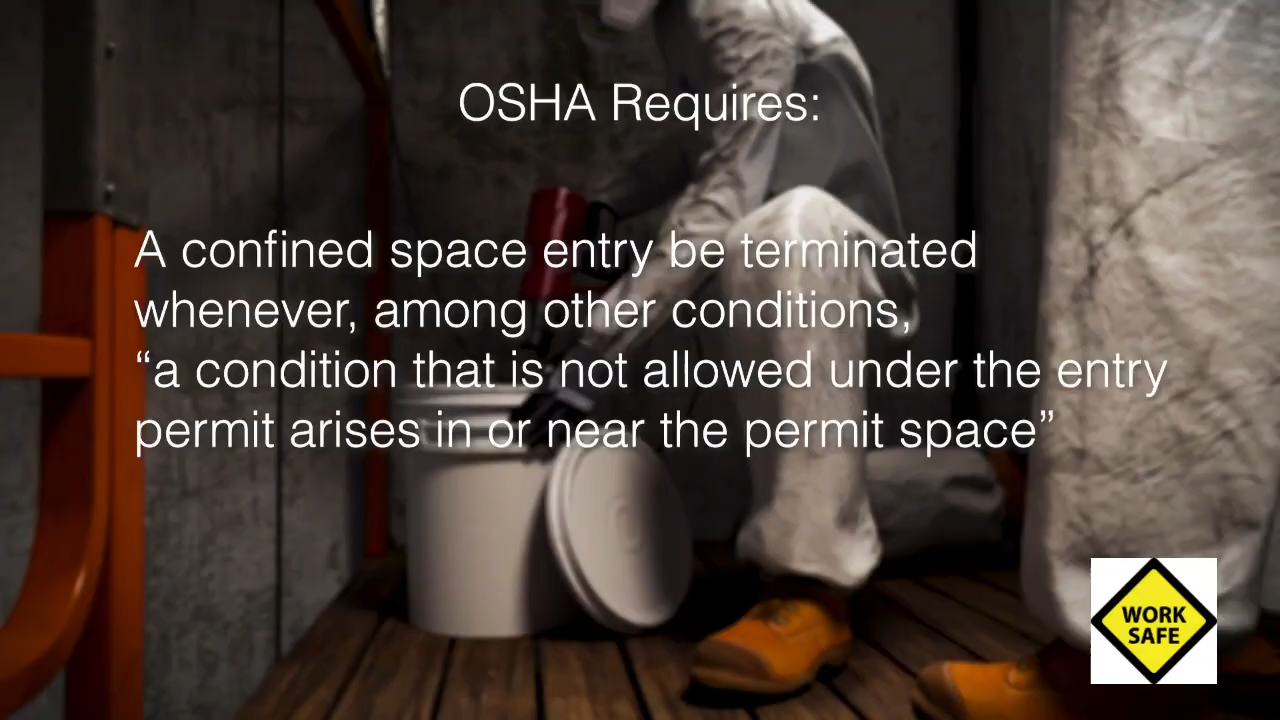 OSHA Requires:
A confined space entry be terminated
whenever, among other conditions,
“a condition that is not allowed under the entry
permit arises in or near the permit space”
WORK
SAFE